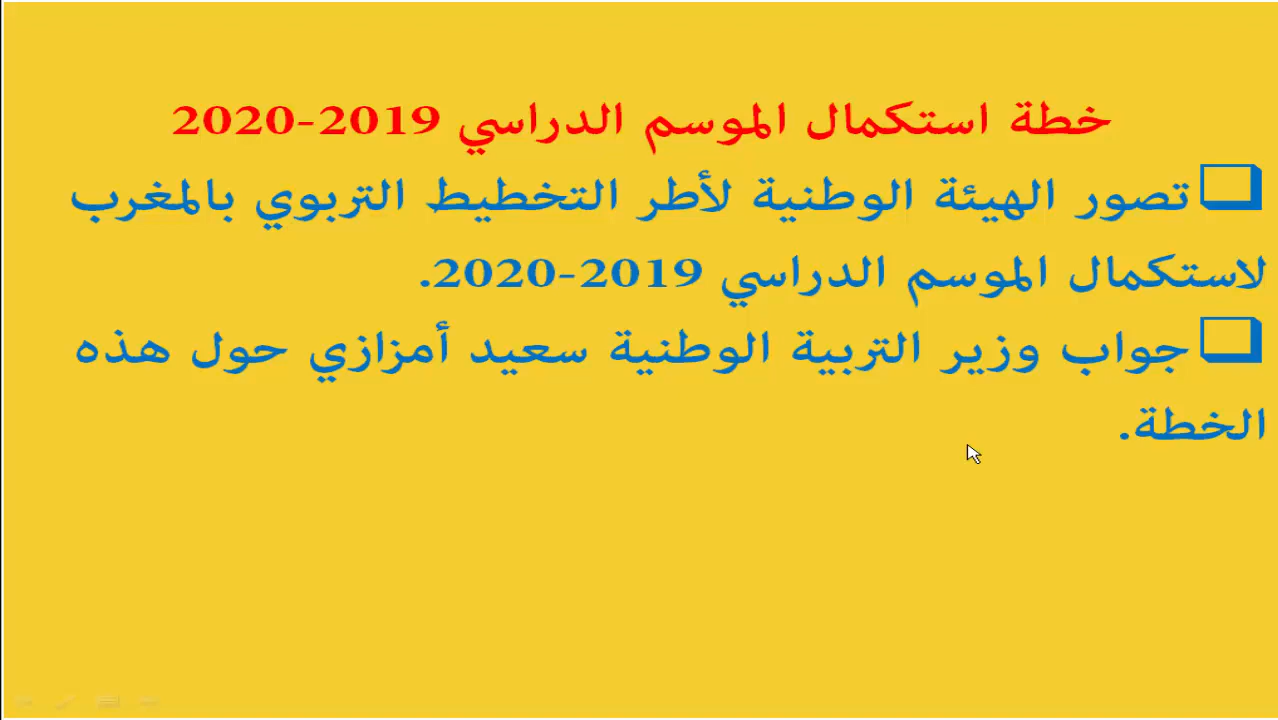 خطة استكمال الموسم الدراسي 2019-2020
تصور الهيئة الوطنية لأطر التخطيط التربوي بالمغرب
لاستكمال الموسم الدراسي 2019-2020.
جواب وزير التربية الوطنية سعيد أمزازي حول هذه
الخطة.